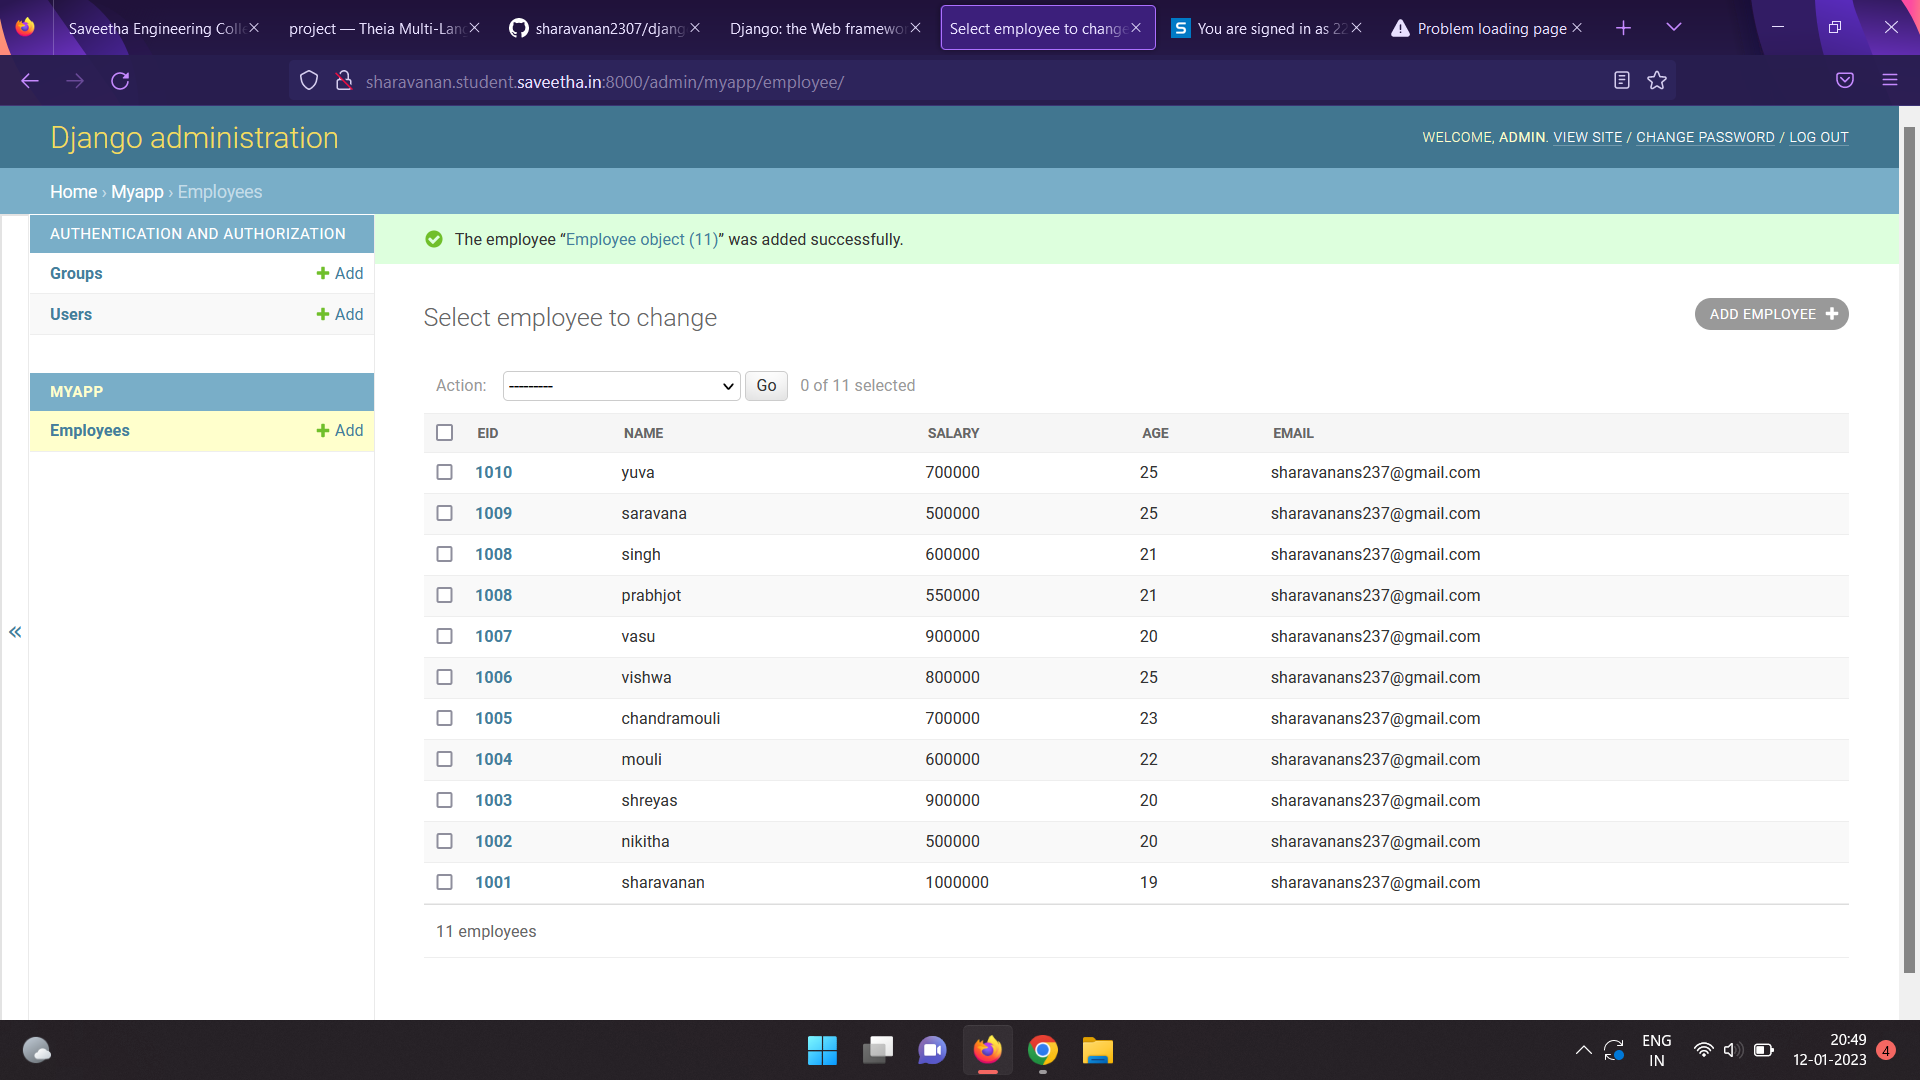 Saveetha Engineering Colle
project — Theia Multi-Lang
sharavanan2307/djang
Django: the Web framewor
Select employee to change
S
You are signed in as 22
Problem loading page
sharavanan.student.saveetha.in:8000/admin/myapp/employee/
Django administration
WELCOME, ADMIN. VIEW SITE / CHANGE PASSWORD / LOG OUT
Home › Myapp › Employees
AUTHENTICATION AND AUTHORIZATION
Groups Add
Users Add
MYAPP
Employees Add
«
The employee “Employee object (11)” was added successfully.
Select employee to change
ADD EMPLOYEE
Action: --------- Go 0 of 11 selected
EID NAME SALARY AGE EMAIL
1010 yuva 700000 25 sharavanans237@gmail.com
1009 saravana 500000 25 sharavanans237@gmail.com
1008 singh 600000 21 sharavanans237@gmail.com
1008 prabhjot 550000 21 sharavanans237@gmail.com
1007 vasu 900000 20 sharavanans237@gmail.com
1006 vishwa 800000 25 sharavanans237@gmail.com
1005 chandramouli 700000 23 sharavanans237@gmail.com
1004 mouli 600000 22 sharavanans237@gmail.com
1003 shreyas 900000 20 sharavanans237@gmail.com
1002 nikitha 500000 20 sharavanans237@gmail.com
1001 sharavanan 1000000 19 sharavanans237@gmail.com
11 employees
ENG
IN
20:49
12-01-2023
4